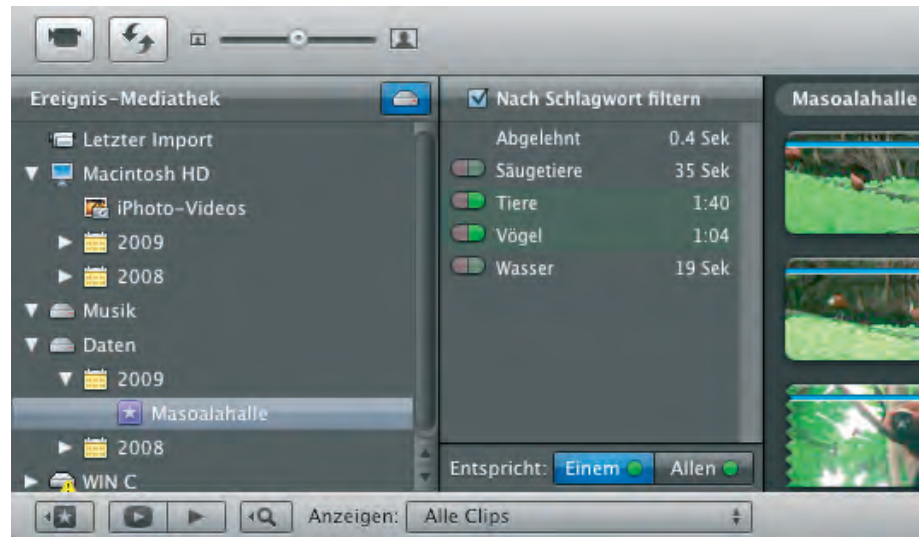 Ereignis-Mediathek
Letzter Import
Macintosh HD
iPhoto-Videos
2009
2008
Musik
Daten
2009
Masoalahalle
2008
WIN C
Nach Schlagwort filtern
Abgelehnt 0.4 Sek
Säugetiere 35 Sek
Tiere 1:40
Vögel 1:04
Wasser 19 Sek
Entspricht: Einem Allen
Masoalahalle
Anzeigen: Alle Clips